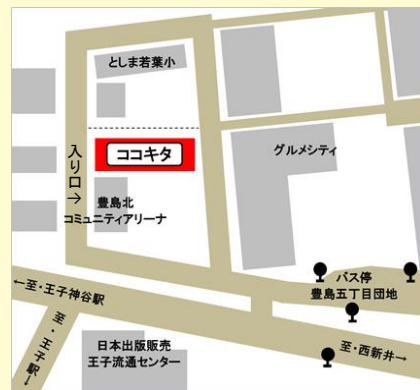 としま若葉小
ココキタ
入り口→
豊島北
コミュニティアリーナ
グルメシティ
バス停
豊島五丁目団地
←至・王子神谷駅
至・王子駅→
日本出版販売
王子流通センター
至・西新井→